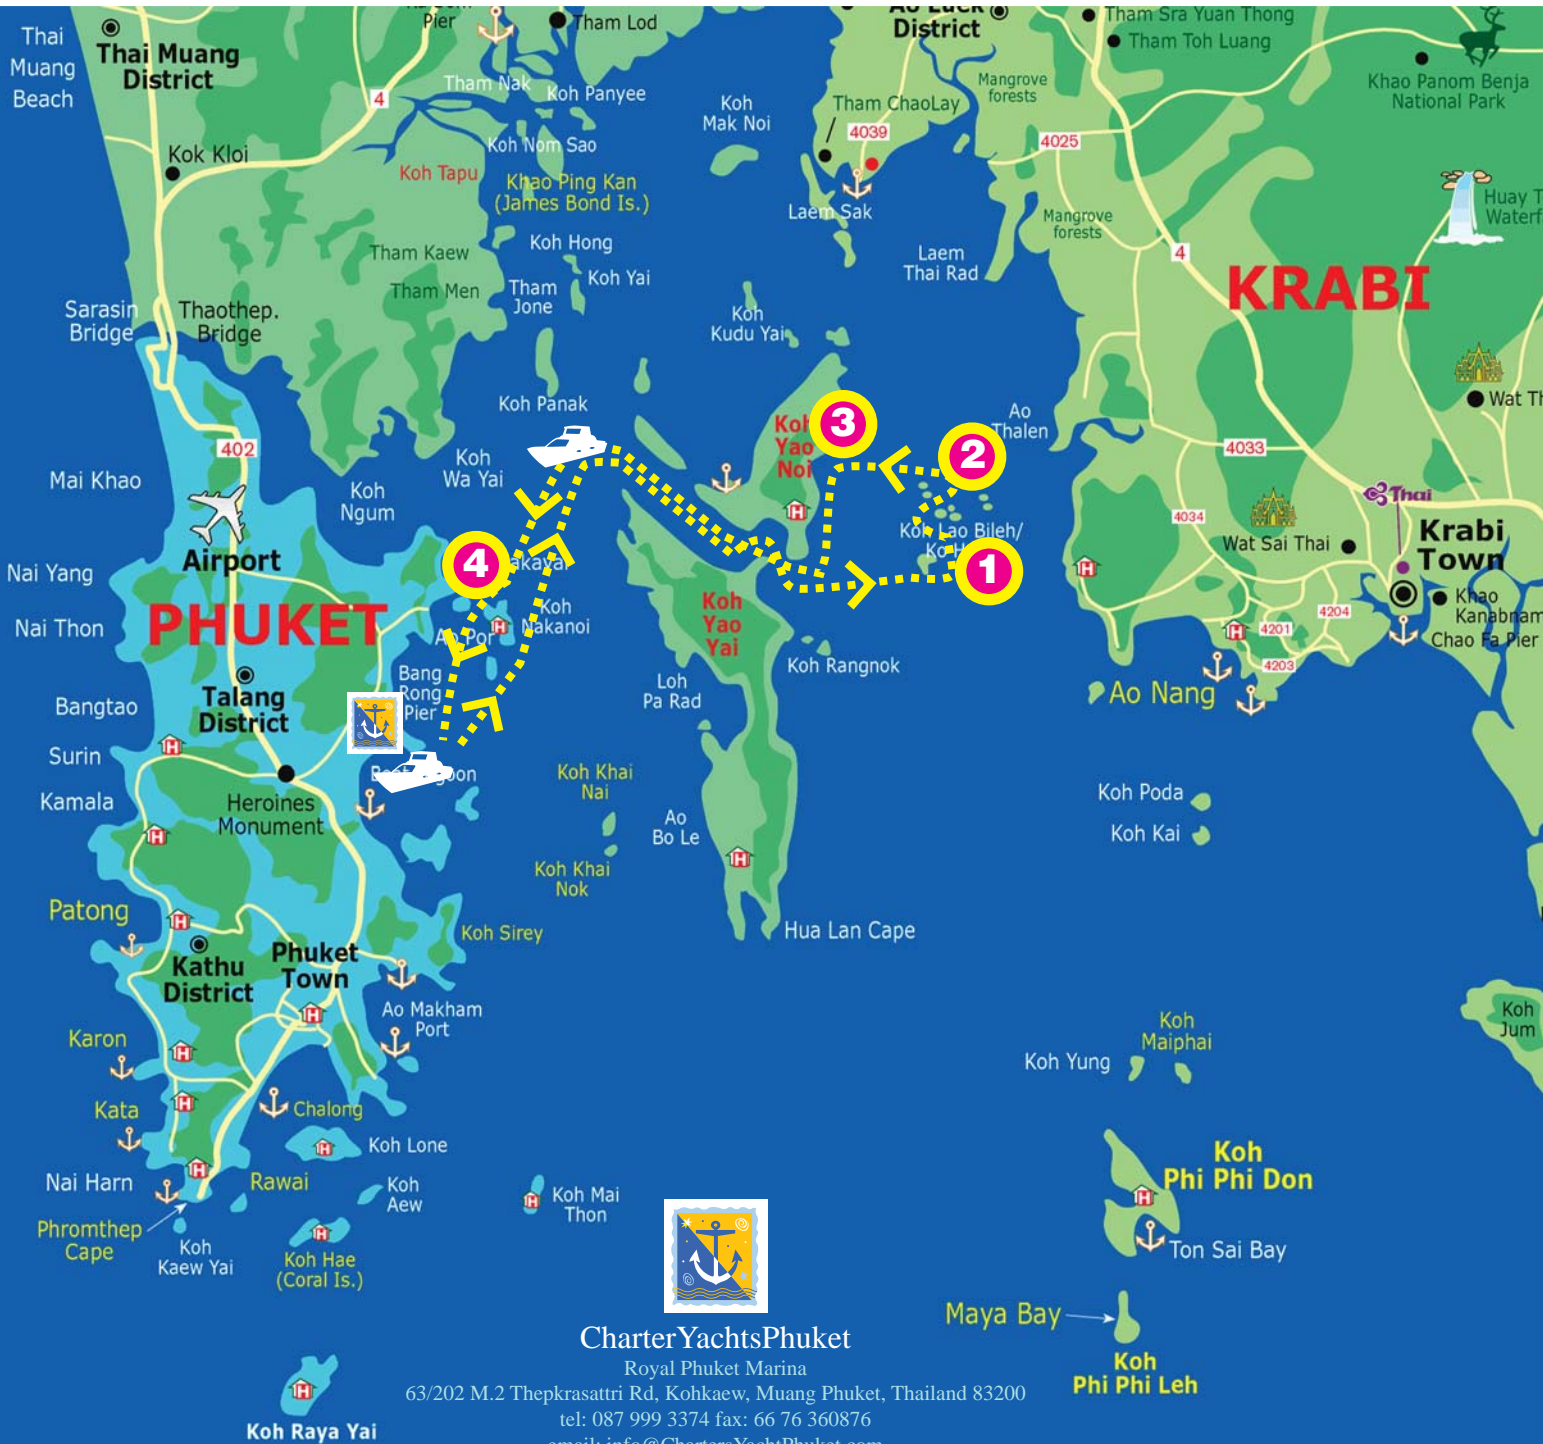 Thai
Muang
Beach
Thai Muang
District
Pier
Tham Lod
Ao Luek
District
Tham Sra Yuan Thong
Tham Toh Luang
Khao Panom Benja
National Park
4
Tham Nak
Koh Panyee
Koh
Mak Noi
Tham ChaoLay
4039
Mangrove
forests
4025
Kok Kloi
Koh Nom Sao
Koh Tapu
Khao Ping Kan
(James Bond Is.)
Laem Sak
Mangrove
forests
Huay
Koh Hong
Tham Kaew
Koh Yai
Laem
Thai Rad
4
KRABI
Tham Men
Tham
Jone
Sarasin
Bridge
Thaothep.
Bridge
Koh
Kudu Yai
Koh Panak
Koh
Yao
Noi
3
2
Ao
Thalen
Wat
402
Koh
Wa Yai
4033
Mai Khao
Koh
Ngum
Thai
4034
Krabi
Town
Koh Lao Bileh/
Wat Sai Thai
Airport
4
1
Nai Yang
Khao
Kanabnam
Chao Fa Pier
4204
4201
4203
PHUKET
Nai Thon
Koh
Nakanoi
Ao Por
Koh
Yao
Yai
Koh Rangnok
Bang
Rong
Pier
Talang
District
Loh
Pa Rad
Ao Nang
Bangtao
Surin
Kamala
Koh Khai
Nai
Heroines
Monument
Ao
Bo Le
Koh Poda
Koh Kai
Koh Khai
Nok
Patong
Koh Sirey
Hua Lan Cape
Kathu
District
Phuket
Town
Ao Makham
Port
Koh
Jum
Karon
Koh
Maiphai
Koh Yung
Kata
Chalong
Koh Lone
Koh
Phi Phi Don
Nai Harn
Rawai
Koh
Aew
Koh Mai
Thon
Phromthep
Cape
Koh
Kaew Yai
Koh Hae
(Coral Is.)
Ton Sai Bay
Maya Bay
Koh
Phi Phi Leh
CharterYachtsPhuket
Royal Phuket Marina
63/202 M.2 Thepkrasattri Rd, Kohkaew, Muang Phuket, Thailand 83200
tel: 087 999 3374 fax: 66 76 360876
email: info@ChartersYachtPhuket.com
Koh Raya Yai